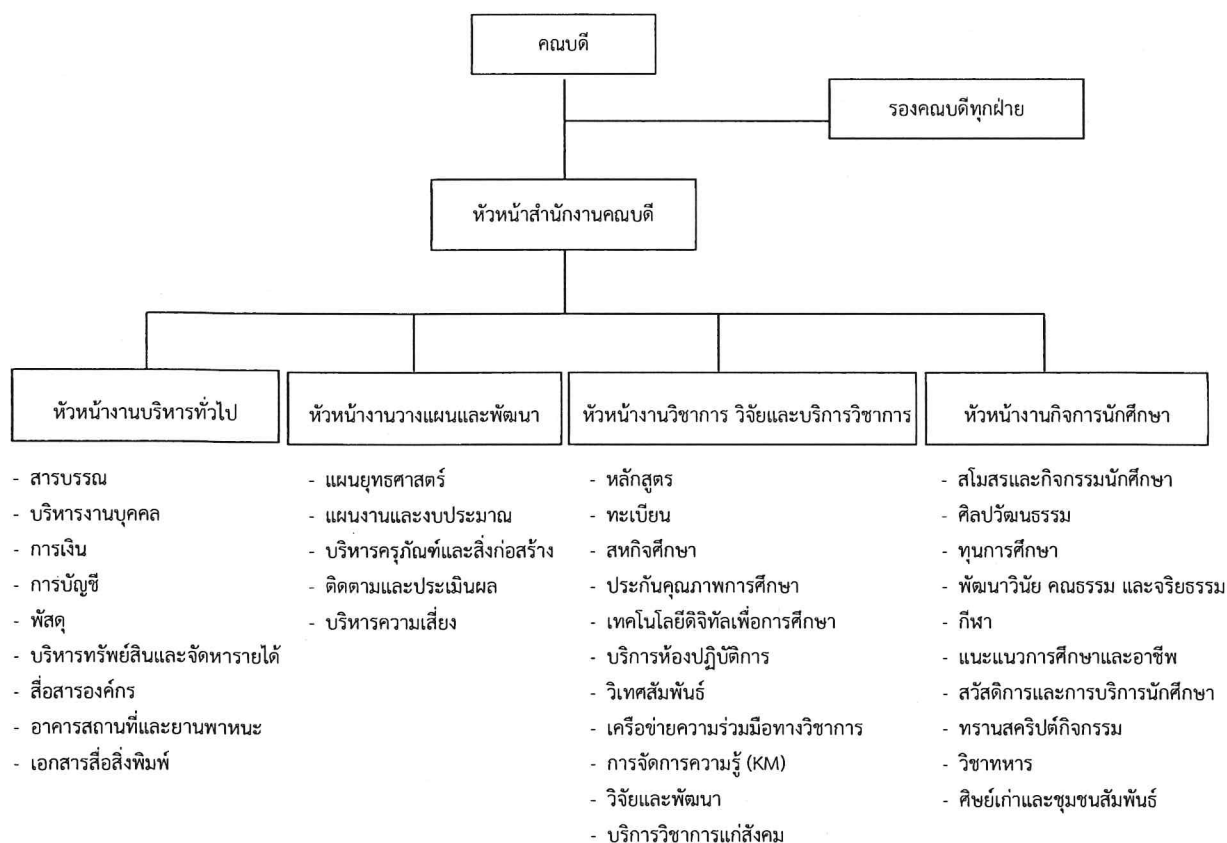 คณบดี
รองคณบดีทุกฝ่าย
หัวหน้าสำนักงานคณบดี
หัวหน้างานบริหารทั่วไป
- สารบรรณ
- บริหารงานบุคคล
- การเงิน
- การบัญชี
- พัสดุ
- บริหารทรัพย์สินและจัดหารายได้
- สื่อสารองค์กร
- อาคารสถานที่และยานพาหนะ
- เอกสารสื่อสิ่งพิมพ์
หัวหน้างานวางแผนและพัฒนา
- แผนยุทธศาสตร์
- แผนงานและงบประมาณ
- บริหารครุภัณฑ์และสิ่งก่อสร้าง
- ติดตามและประเมินผล
- บริหารความเสี่ยง
หัวหน้างานวิชาการ วิจัยและบริการวิชาการ
- หลักสูตร
- ทะเบียน
- สหกิจศึกษา
- ประกันคุณภาพการศึกษา
- เทคโนโลยีดิจิทัลเพื่อการศึกษา
- บริการห้องปฏิบัติการ
- วิเทศสัมพันธ์
- เครือข่ายความร่วมมือทางวิชาการ
- การจัดการความรู้ (KM)
- วิจัยและพัฒนา
- บริการวิชาการแก่สังคม
หัวหน้างานกิจการนักศึกษา
- สโมสรและกิจกรรมนักศึกษา
- ศิลปวัฒนธรรม
- ทุนการศึกษา
- พัฒนาวินัย คณธรรม และจริยธรรม
- กีฬา
- แนะแนวการศึกษาและอาชีพ
- สวัสดิการและการบริการนักศึกษา
- ทรานสคริปต์กิจกรรม
- วิชาทหาร
- ศิษย์เก่าและชุมชนสัมพันธ์